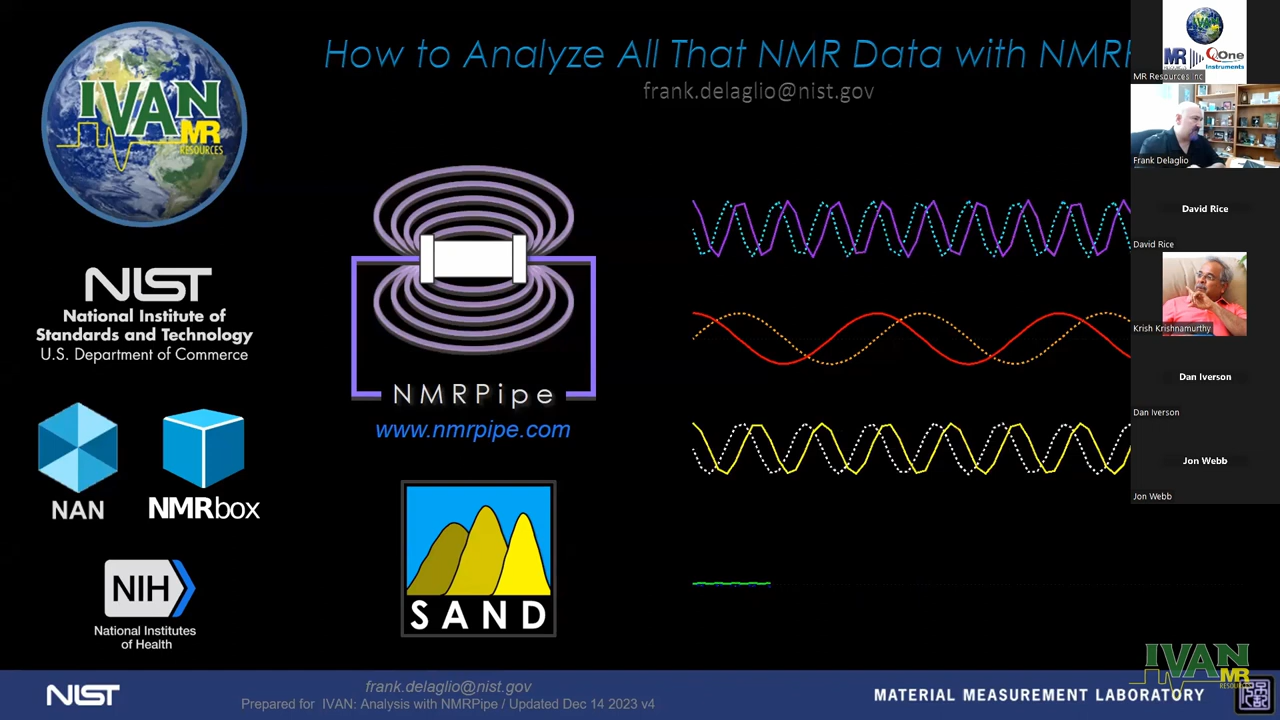 How to Analyze All That NMR Data with NMR
frank.delaglio@nist.gov
IVAN
MR
RESOURCES
NIST
National Institute of
Standards and Technology
U.S. Department of Commerce
NAN
NMRbox
NIH
National Institutes
of Health
NMRPipe
www.nmrpipe.com
SAND
MR
QOne
Instruments
MR Resources Inc
Frank Delaglio
David Rice
David Rice
Krish Krishnamurthy
Dan Iverson
Dan Iverson
Jon Webb
Jon Webb
NIST
frank.delaglio@nist.gov
Prepared for IVAN: Analysis with NMRPipe / Updated Dec 14 2023 v4
MATERIAL MEASUREMENT LABORATORY
IVAN
MR